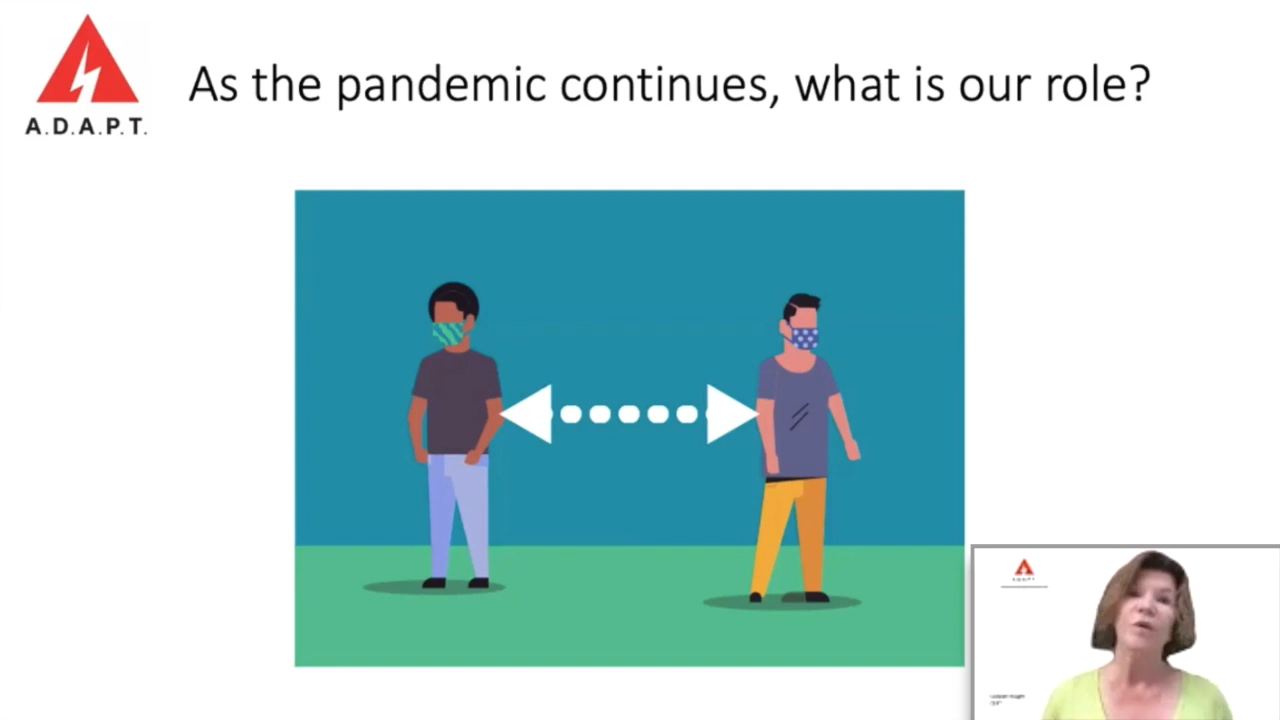 As the pandemic continues, what is our role?
A.D.A.P.T.
A.D.A.P.T.